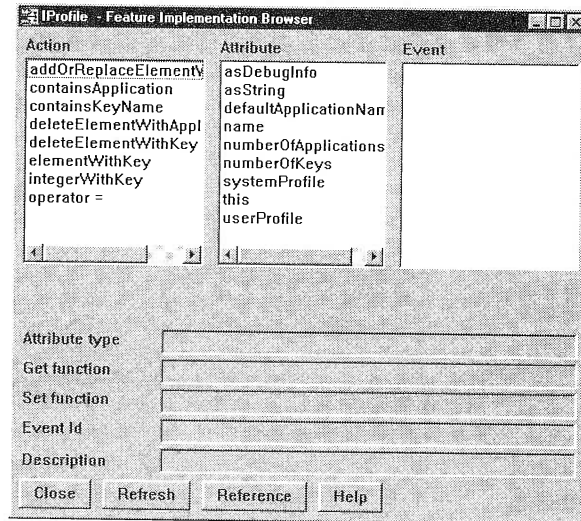 IProfile - Feature Implementation Browser
Action
addOrReplaceElementW
containsApplication
containsKeyName
deleteElementWithAppl
deleteElementWithKey
elementWithKey
integerWithKey
operator =
Attribute
asDebugInfo
asString
defaultApplicationNam
name
numberOfApplications
numberOfKeys
systemProfile
this
userProfile
Event
Attribute type
Get function
Set function
Event Id
Description
Close
Refresh
Reference
Help